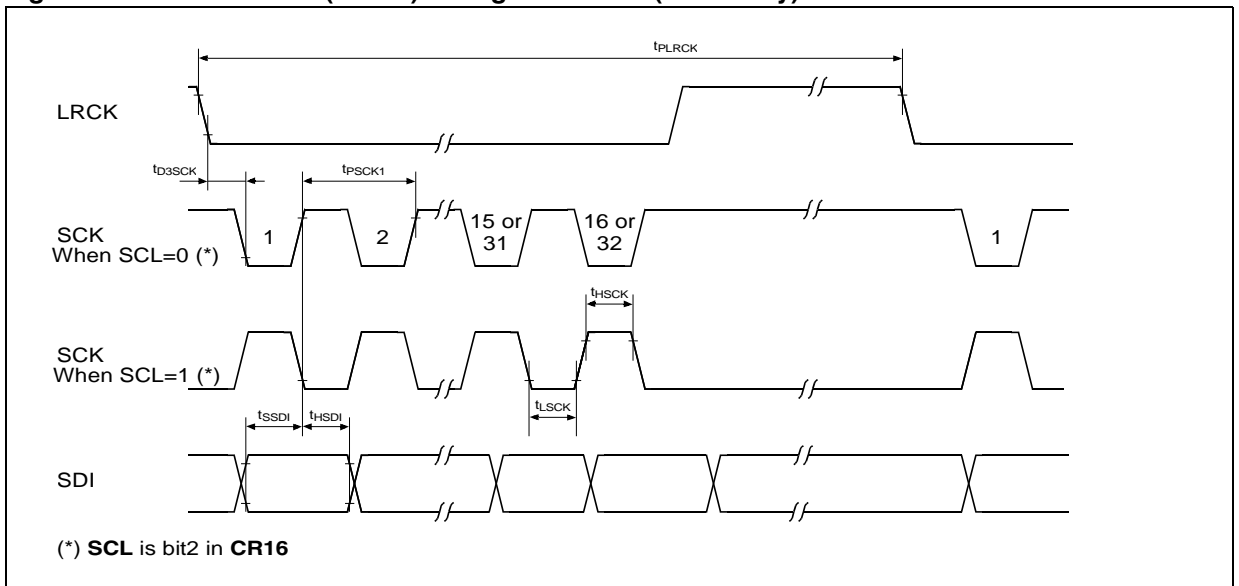 tPLRCK
LRCK
tD3SCK
tPSCK1
SCK
When SCL=0 (*)
1
2
15 or
31
16 or
32
1
tHSCK
SCK
When SCL=1 (*)
tLSCK
tSSDI
tHSDI
SDI
(*) SCL is bit2 in CR16